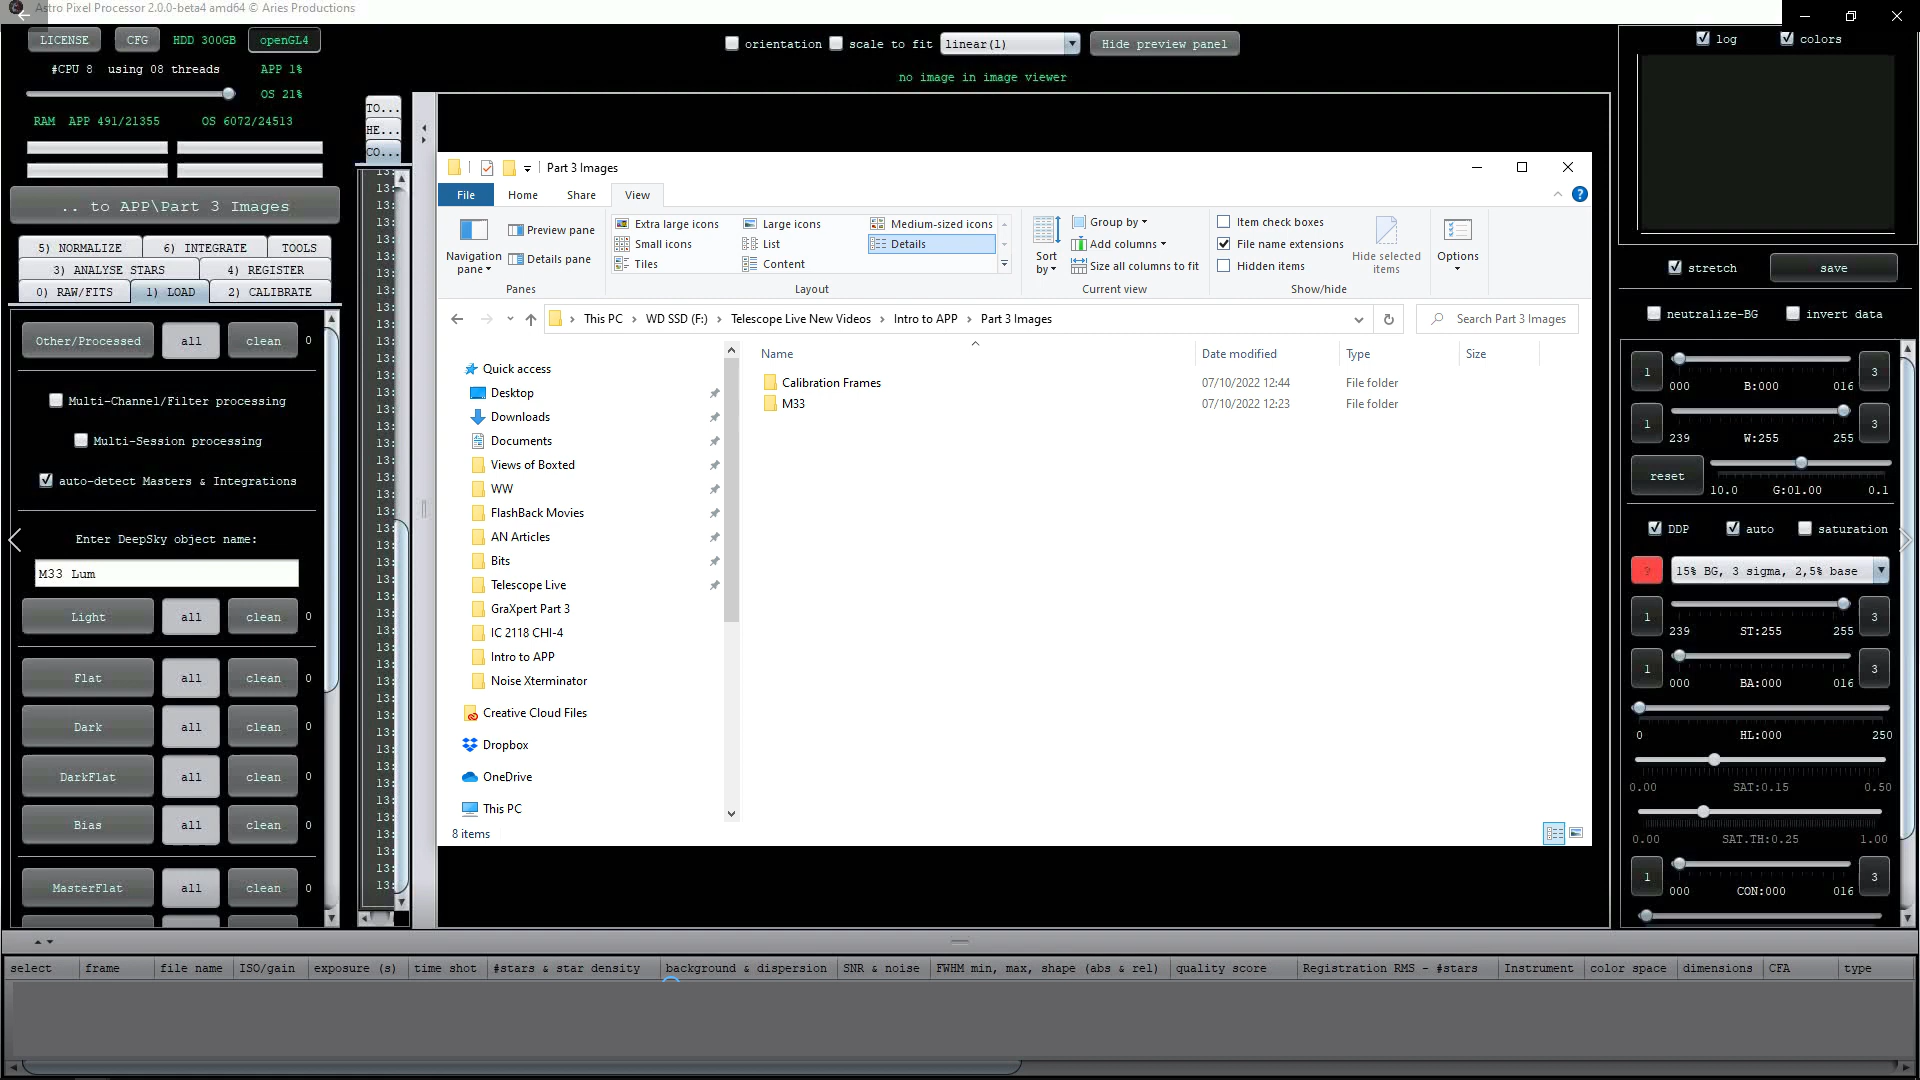 Astro Pixel Processor 2.0.0-beta4 amd64 © Aries Productions
LICENSE CFG HDD 300GB openGL4
#CPU 8 using 08 threads APP 1%
OS 21%
RAM APP 491/21355 OS 6072/24513
.. to APP\Part 3 Images
5) NORMALIZE 6) INTEGRATE TOOLS
3) ANALYSE STARS 4) REGISTER
0) RAW/FITS 1) LOAD 2) CALIBRATE
Other/Processed all clean 0
Multi-Channel/Filter processing
Multi-Session processing
auto-detect Masters & Integrations
Enter DeepSky object name:
M33 Lum
Light all clean 0
Flat all clean 0
Dark all clean 0
DarkFlat all clean 0
Bias all clean 0
MasterFlat all clean 0
TO...
HE...
CO...
orientation scale to fit linear(1) Hide preview panel
no image in image viewer
Part 3 Images
File Home Share View
Navigation pane
Preview pane
Details pane
Panes
Extra large icons Large icons Medium-sized icons
Small icons List Details
Tiles Content
Layout
Sort by
Group by
Add columns
Size all columns to fit
Current view
Item check boxes
File name extensions
Hidden items
Hide selected items
Show/hide
Options
This PC WD SSD (F:) Telescope Live New Videos Intro to APP Part 3 Images
Search Part 3 Images
Name Date modified Type Size
Calibration Frames 07/10/2022 12:44 File folder
M33 07/10/2022 12:23 File folder
Quick access
Desktop
Downloads
Documents
Views of Boxted
WW
FlashBack Movies
AN Articles
Bits
Telescope Live
GraXpert Part 3
IC 2118 CHI-4
Intro to APP
Noise Xterminator
Creative Cloud Files
Dropbox
OneDrive
This PC
8 items
log colors
stretch save
neutralize-BG invert data
1 3
000 B:000 016
1 3
239 W:255 255
reset
10.0 G:01.00 0.1
DDP auto saturation
? 15% BG, 3 sigma, 2,5% base
1 3
239 ST:255 255
1 3
000 BA:000 016
0 HL:000 250
0.00 SAT:0.15 0.50
0.00 SAT.TH:0.25 1.00
1 3
000 CON:000 016
select frame file name ISO/gain exposure (s) time shot #stars & star density background & dispersion SNR & noise FWHM min, max, shape (abs & rel) quality score Registration RMS - #stars Instrument color space dimensions CFA type